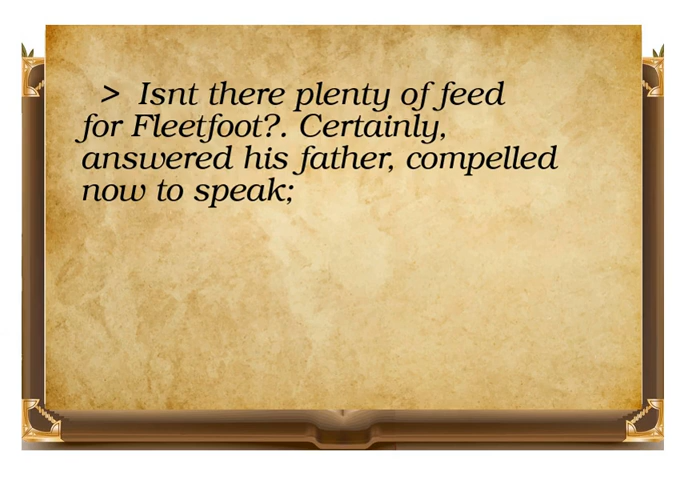 > Isnt there plenty of feed
for Fleetfoot?. Certainly,
answered his father, compelled
now to speak;